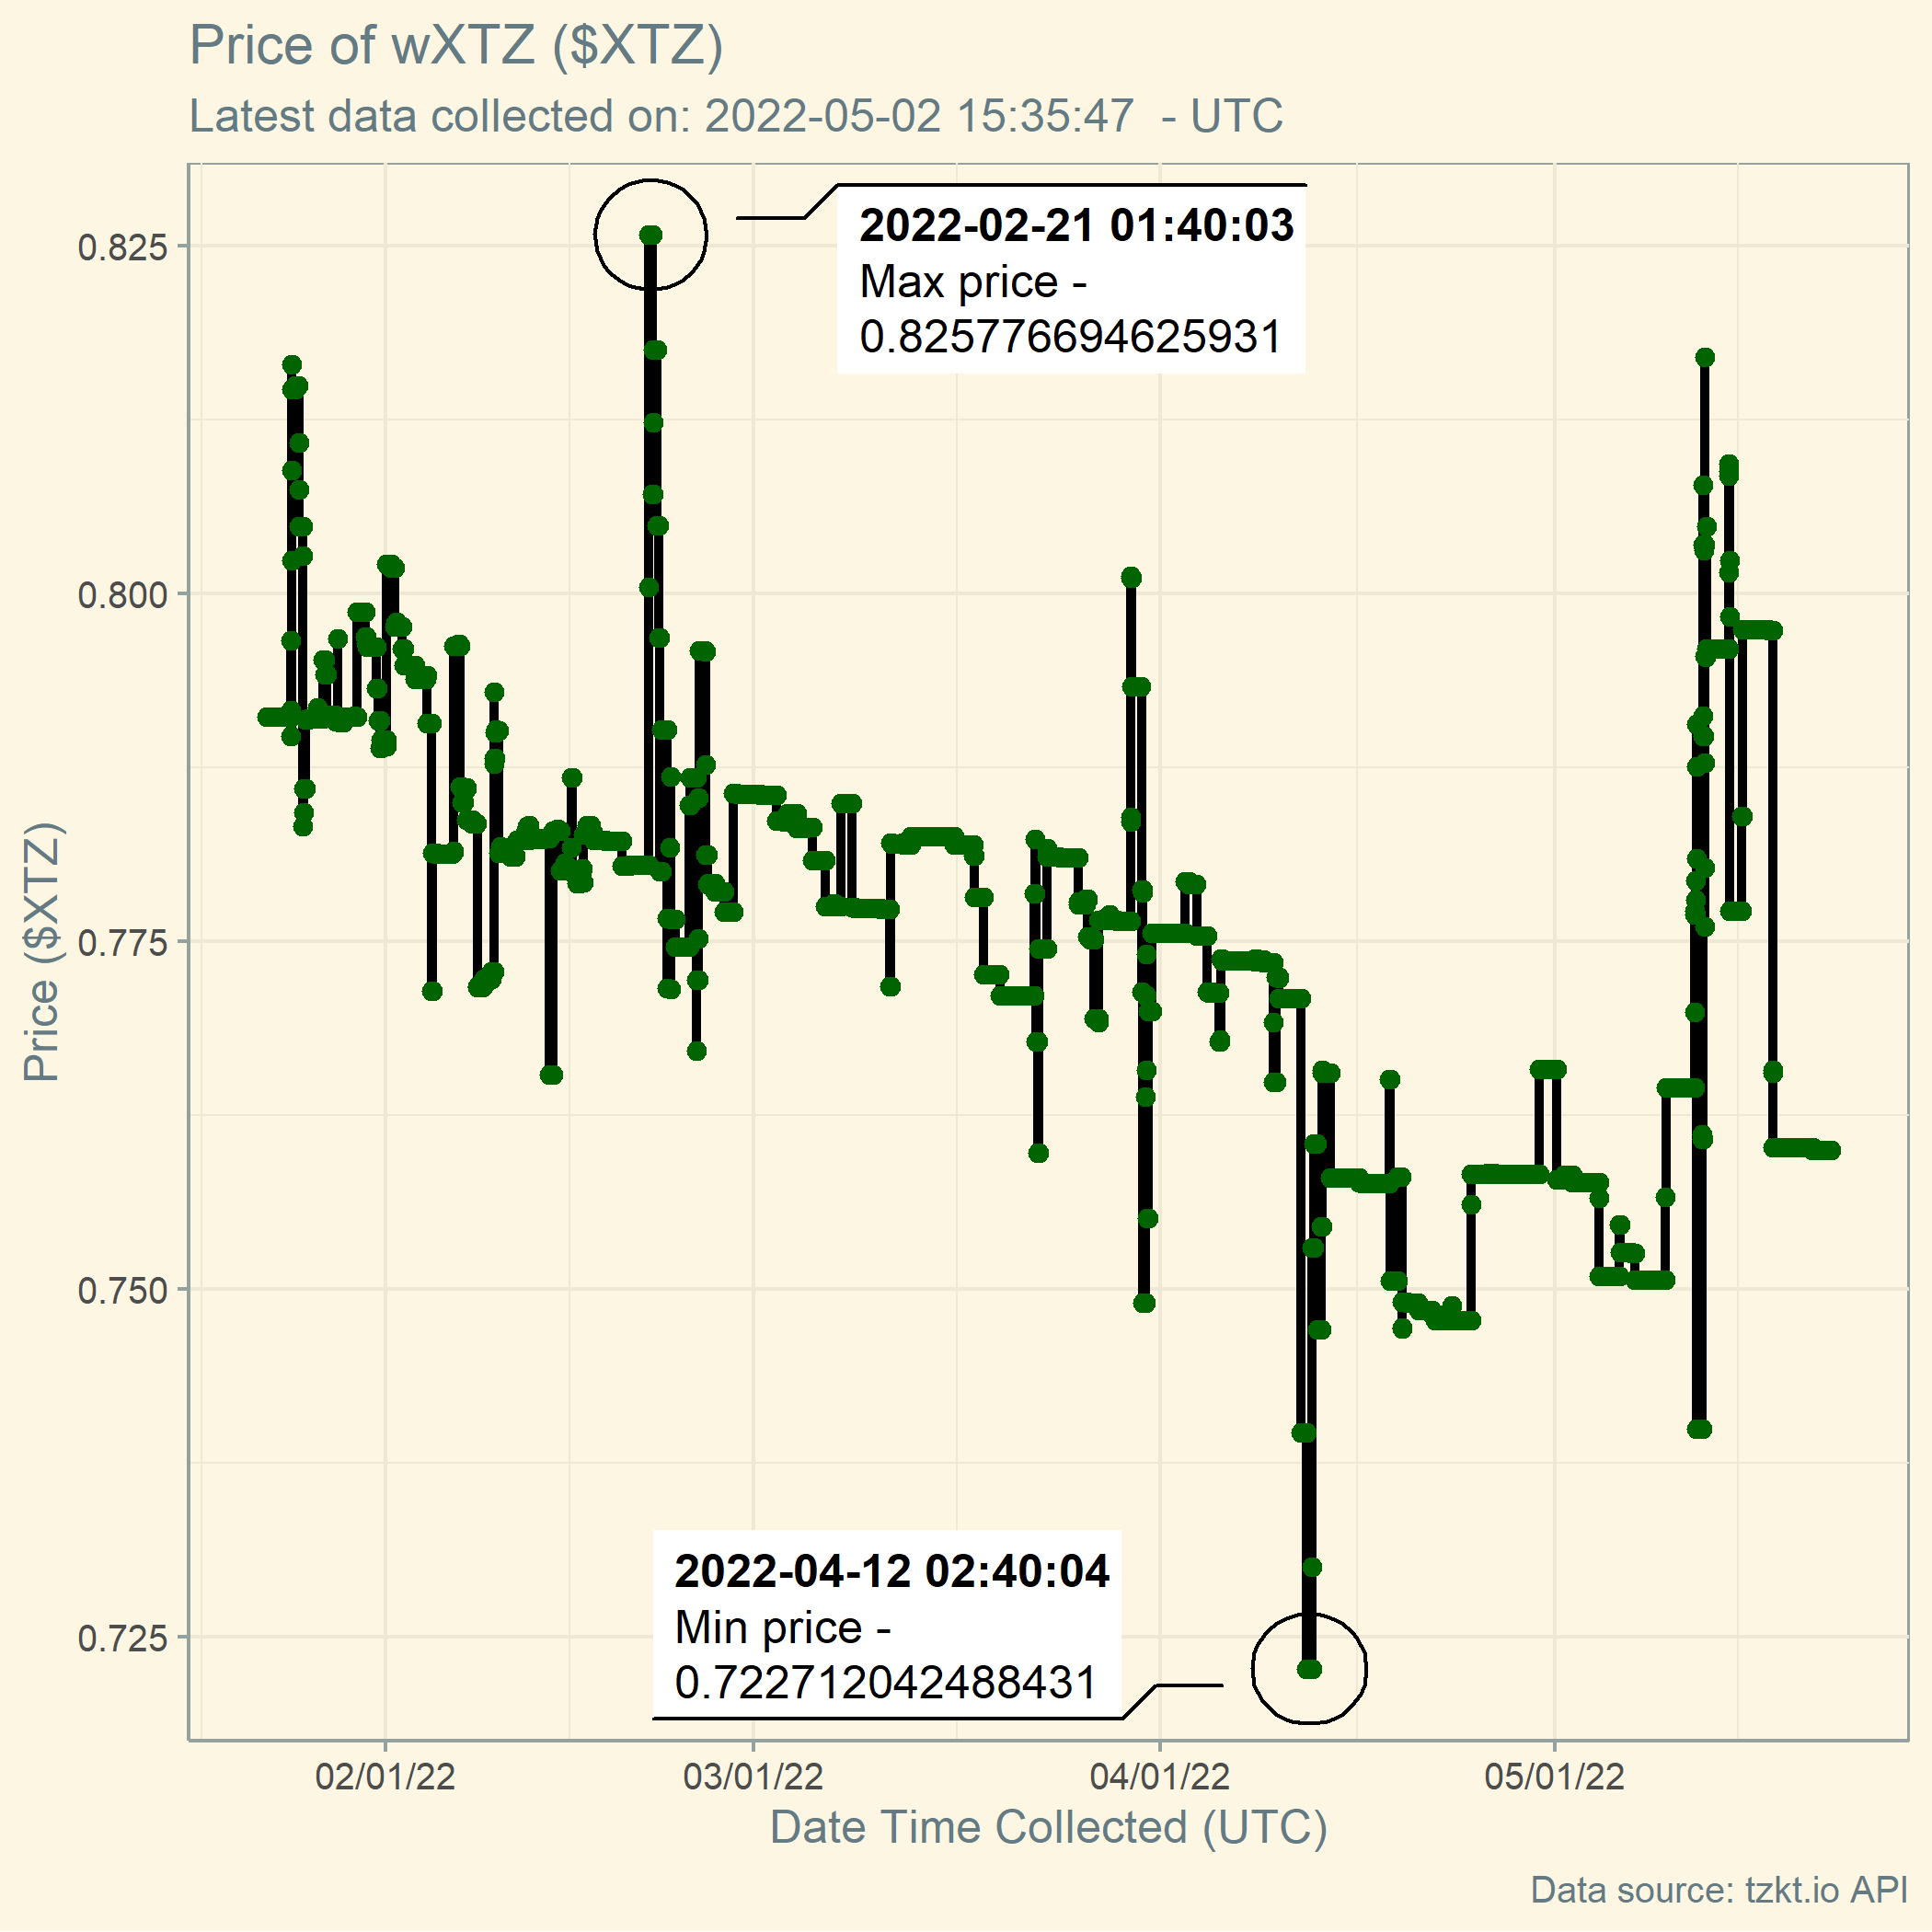 Price of wXTZ ($XTZ)
Latest data collected on: 2022-05-02 15:35:47  - UTC
2022-02-21 01:40:03
Max price -
0.825776694625931
0.825
0.800
0.775
0.750
0.725
Price ($XTZ)
2022-04-12 02:40:04
Min price -
0.722712042488431
02/01/22
03/01/22
04/01/22
05/01/22
Date Time Collected (UTC)
Data source: tzkt.io API